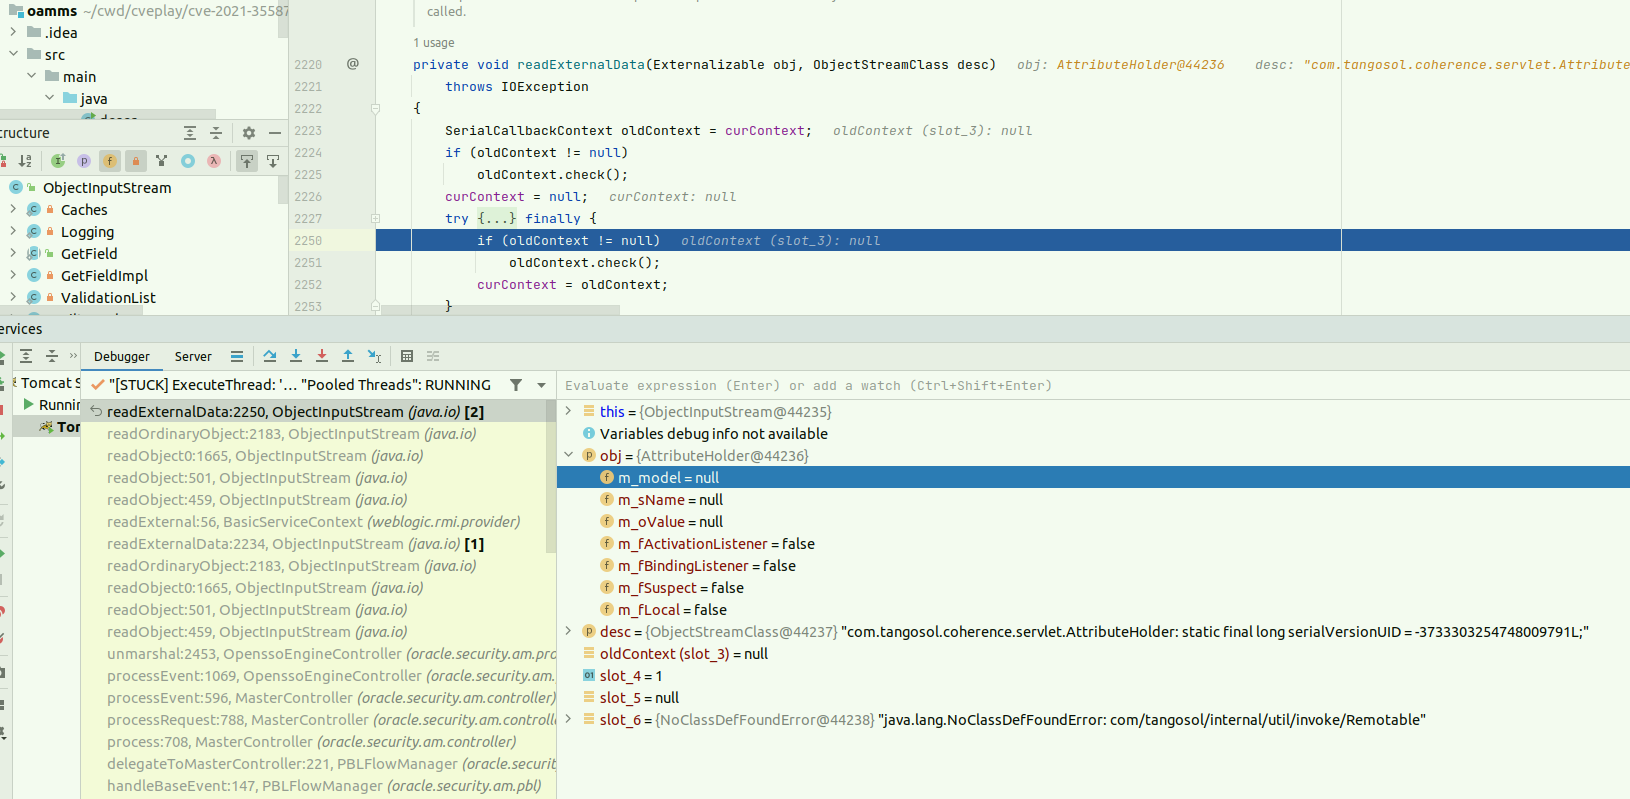 oamms ~/cwd/cveplay/cve-2021-35587
.idea
src
main
java
Structure
ObjectInputStream
Caches
Logging
GetField
GetFieldImpl
ValidationList
called.
1 usage
2220 @ private void readExternalData(Externalizable obj, ObjectStreamClass desc) obj: AttributeHolder@44236 desc: "com.tangosol.coherence.servlet.Attribute
2221 throws IOException
2222 {
2223 SerialCallbackContext oldContext = curContext; oldContext (slot_3): null
2224 if (oldContext != null)
2225 oldContext.check();
2226 curContext = null; curContext: null
2227 try {...} finally {
2250 if (oldContext != null) oldContext (slot_3): null
2251 oldContext.check();
2252 curContext = oldContext;
2253 }
ervices
Debugger Server
Tomcat S
Runnin
Tor
"[STUCK] ExecuteThread: '... "Pooled Threads": RUNNING
readExternalData:2250, ObjectInputStream (java.io) [2]
readOrdinaryObject:2183, ObjectInputStream (java.io)
readObject0:1665, ObjectInputStream (java.io)
readObject:501, ObjectInputStream (java.io)
readObject:459, ObjectInputStream (java.io)
readExternal:56, BasicServiceContext (weblogic.rmi.provider)
readExternalData:2234, ObjectInputStream (java.io) [1]
readOrdinaryObject:2183, ObjectInputStream (java.io)
readObject0:1665, ObjectInputStream (java.io)
readObject:501, ObjectInputStream (java.io)
readObject:459, ObjectInputStream (java.io)
unmarshal:2453, OpenssoEngineController (oracle.security.am.pro
processEvent:1069, OpenssoEngineController (oracle.security.am.
processEvent:596, MasterController (oracle.security.am.controller)
processRequest:788, MasterController (oracle.security.am.controlle
process:708, MasterController (oracle.security.am.controller)
delegateToMasterController:221, PBLFlowManager (oracle.securit
handleBaseEvent:147, PBLFlowManager (oracle.security.am.pbl)
Evaluate expression (Enter) or add a watch (Ctrl+Shift+Enter)
this = {ObjectInputStream@44235}
Variables debug info not available
obj = {AttributeHolder@44236}
m_model = null
m_sName = null
m_oValue = null
m_fActivationListener = false
m_fBindingListener = false
m_fSuspect = false
m_fLocal = false
desc = {ObjectStreamClass@44237} "com.tangosol.coherence.servlet.AttributeHolder: static final long serialVersionUID = -3733303254748009791L;"
oldContext (slot_3) = null
slot_4 = 1
slot_5 = null
slot_6 = {NoClassDefFoundError@44238} "java.lang.NoClassDefFoundError: com/tangosol/internal/util/invoke/Remotable"